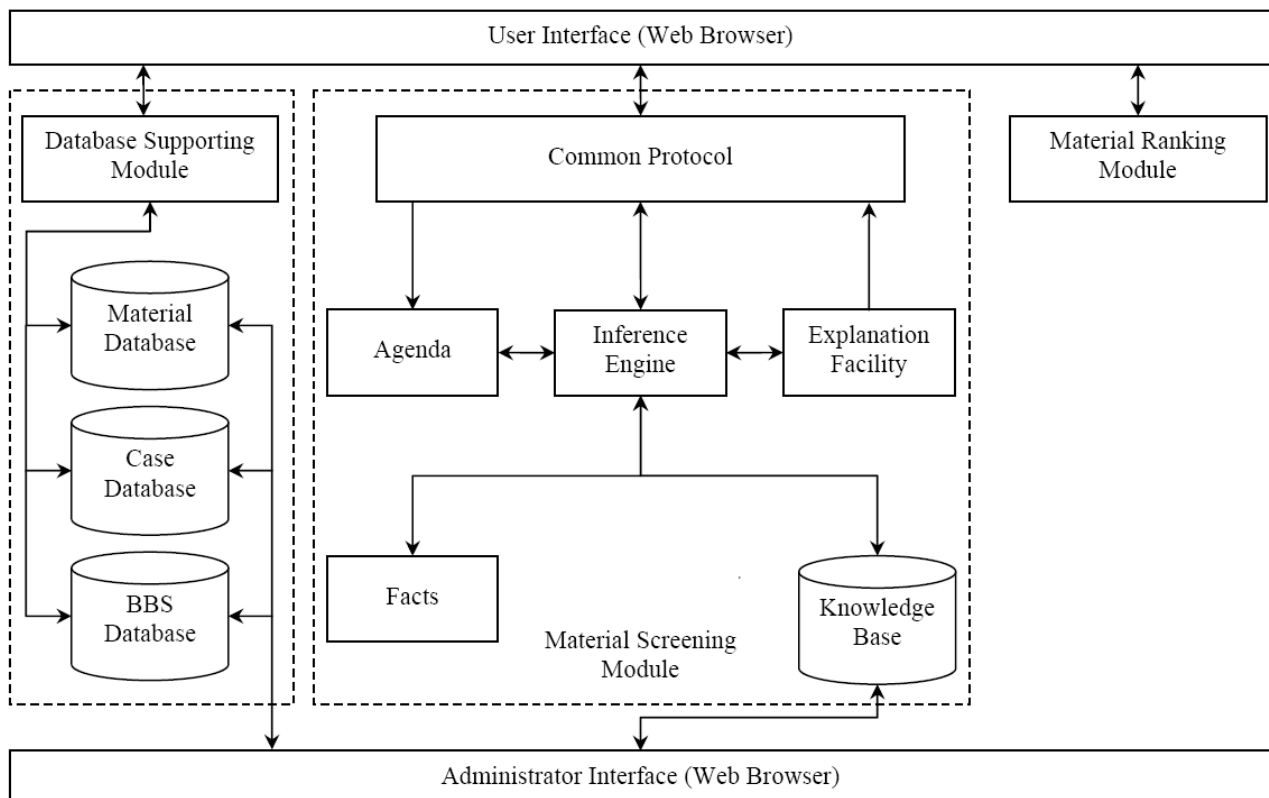 User Interface (Web Browser)
Database Supporting
Module
Common Protocol
Material Ranking
Module
Material
Database
Agenda
Inference
Engine
Explanation
Facility
Case
Database
BBS
Database
Facts
Knowledge
Base
Material Screening
Module
Administrator Interface (Web Browser)